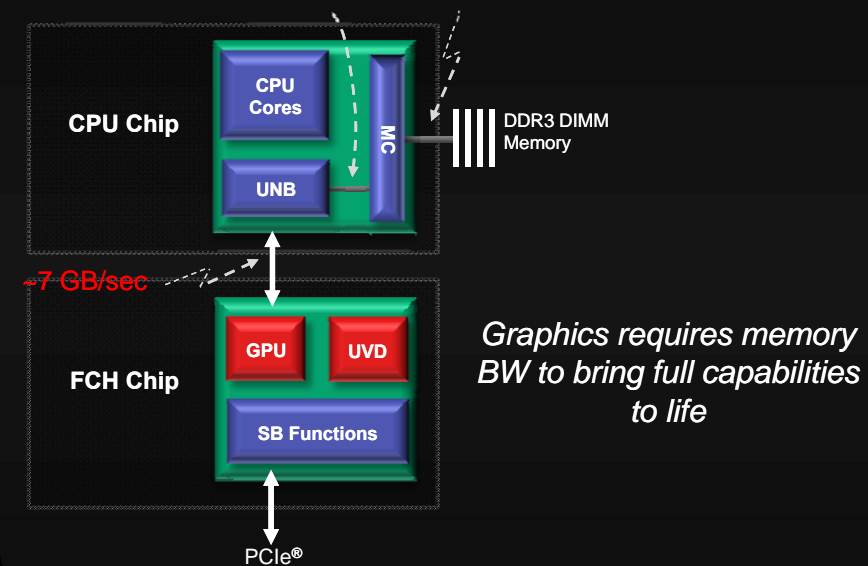 CPU Chip
CPU
Cores
UNB
MC
DDR3 DIMM
Memory
~7 GB/sec
FCH Chip
GPU
UVD
SB Functions
PCIe®
Graphics requires memory
BW to bring full capabilities
to life